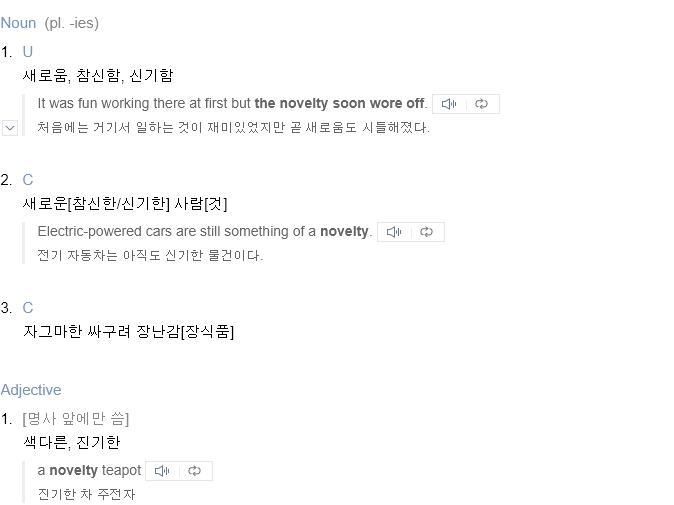 Noun (pl. -ies)
1. U
새로움, 참신함, 신기함
It was fun working there at first but the novelty soon wore off.
처음에는 거기서 일하는 것이 재미있었지만 곧 새로움도 시들해졌다.
2. C
새로운[참신한/신기한] 사람[것]
Electric-powered cars are still something of a novelty.
전기 자동차는 아직도 신기한 물건이다.
3. C
자그마한 싸구려 장난감[장식품]
Adjective
1. [명사 앞에만 씀]
색다른, 진기한
a novelty teapot
진기한 차 주전자